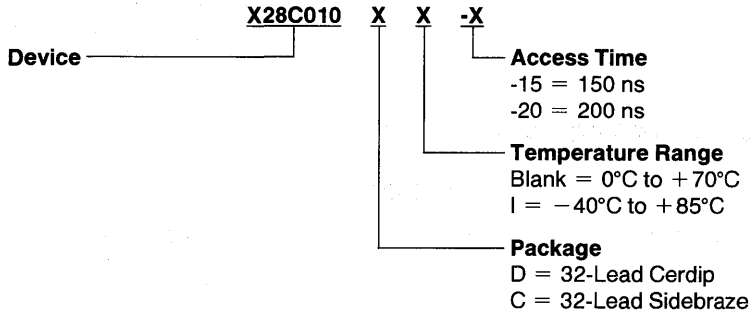 X28C010 X X -X
Device
Access Time
-15 = 150 ns
-20 = 200 ns
Temperature Range
Blank = 0°C to +70°C
I = -40°C to +85°C
Package
D = 32-Lead Cerdip
C = 32-Lead Sidebraze